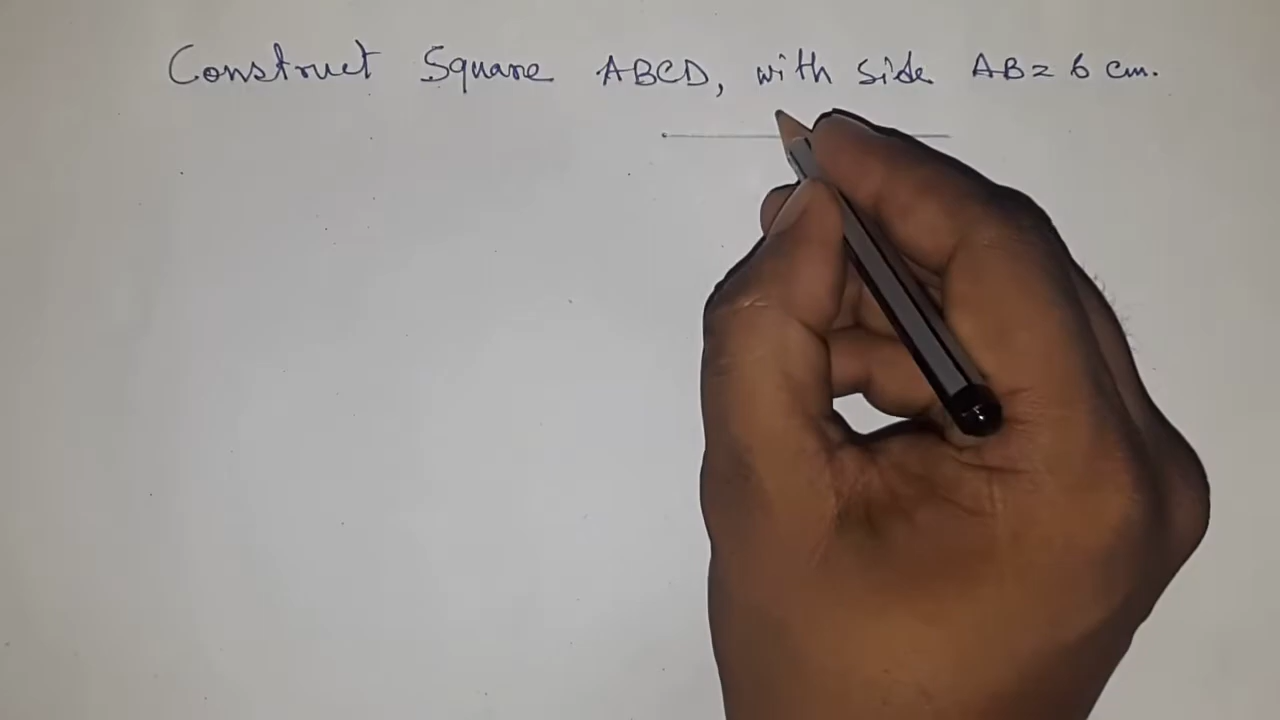 Construct Square ABCD, with side AB = 6 cm.